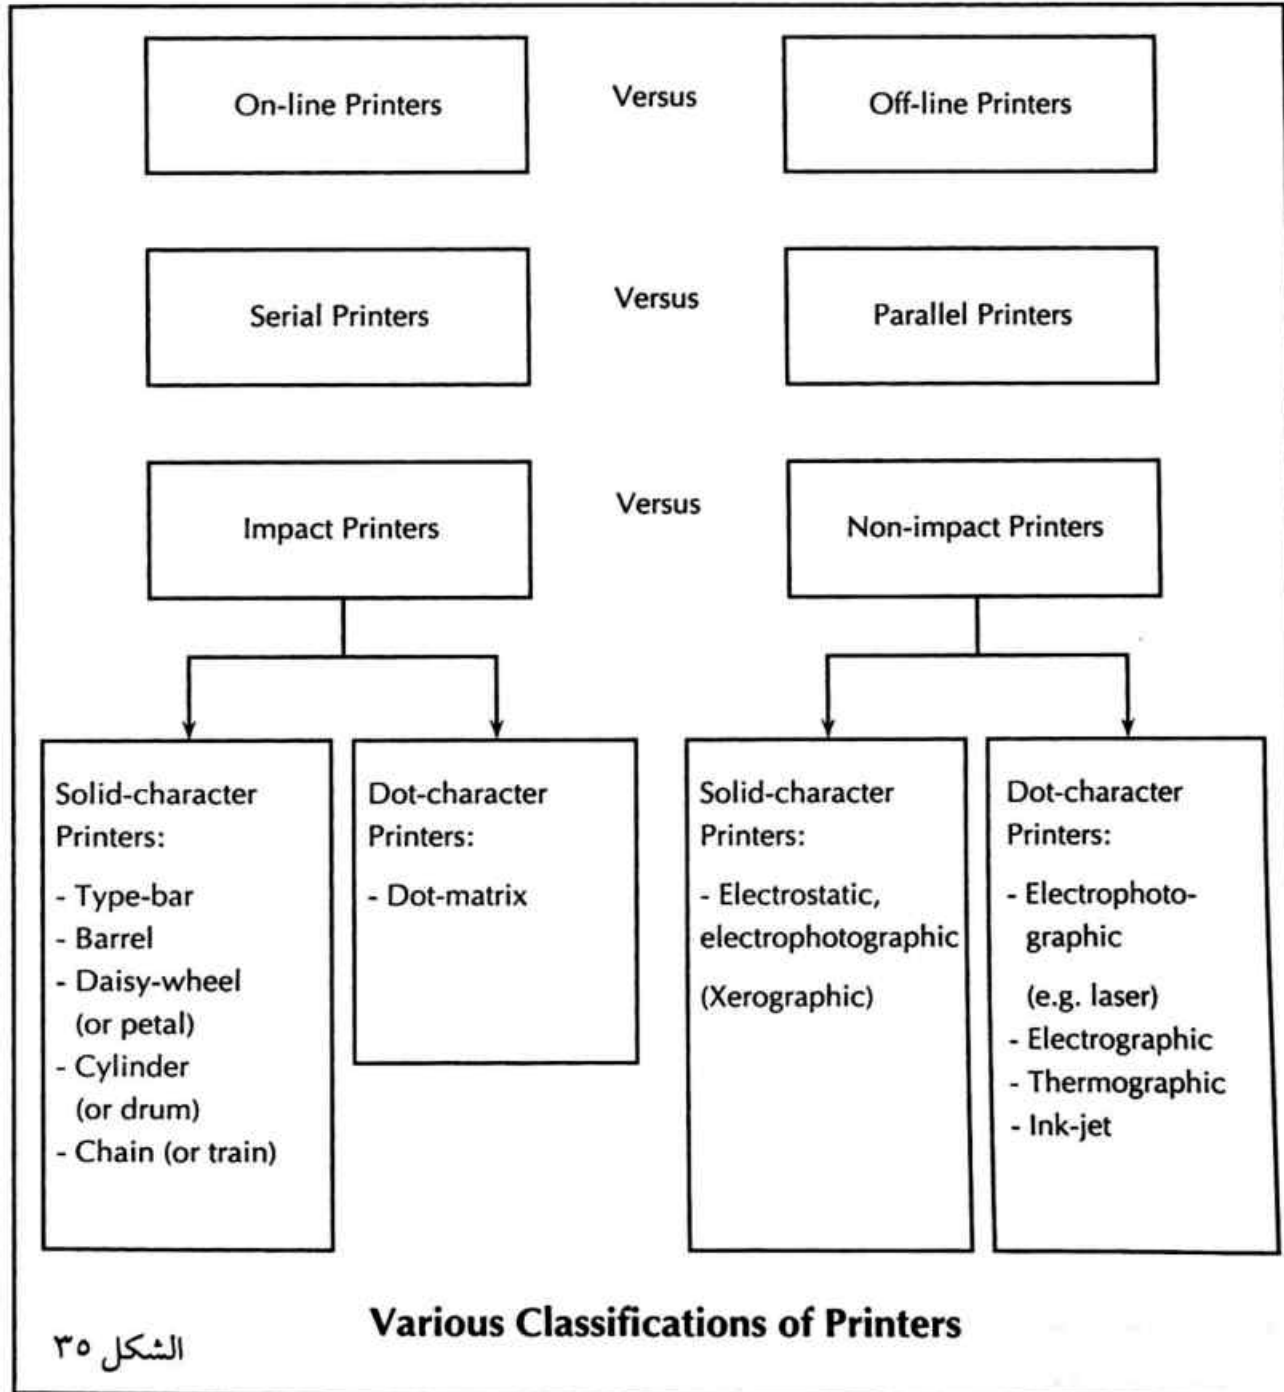 On-line Printers
Versus
Off-line Printers
Serial Printers
Versus
Parallel Printers
Impact Printers
Versus
Non-impact Printers
Solid-character
Printers:
- Type-bar
- Barrel
- Daisy-wheel
(or petal)
- Cylinder
(or drum)
- Chain (or train)
Dot-character
Printers:
- Dot-matrix
Solid-character
Printers:
- Electrostatic,
electrophotographic
(Xerographic)
Dot-character
Printers:
- Electrophoto-
graphic
(e.g. laser)
- Electrographic
- Thermographic
- Ink-jet
Various Classifications of Printers
الشكل ٣٥